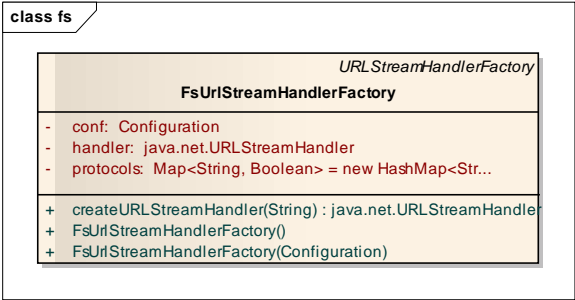 class fs
URLStreamHandlerFactory
FsUrlStreamHandlerFactory
- conf: Configuration
- handler: java.net.URLStreamHandler
- protocols: Map<String, Boolean> = new HashMap<Str...
+ createURLStreamHandler(String) : java.net.URLStreamHandler
+ FsUrlStreamHandlerFactory()
+ FsUrlStreamHandlerFactory(Configuration)